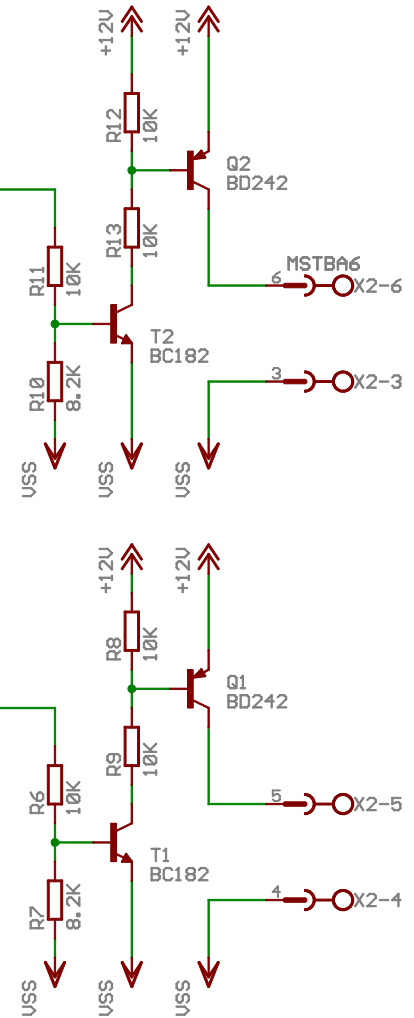 +12V
+12V
R12
10K
Q2
BD242
R13
10K
MSTBA6
6
X2-6
R11
10K
T2
BC182
3
X2-3
R10
8.2K
VSS
VSS
VSS
+12V
+12V
R8
10K
Q1
BD242
R9
10K
R6
10K
5
X2-5
T1
BC182
4
X2-4
R7
8.2K
VSS
VSS
VSS